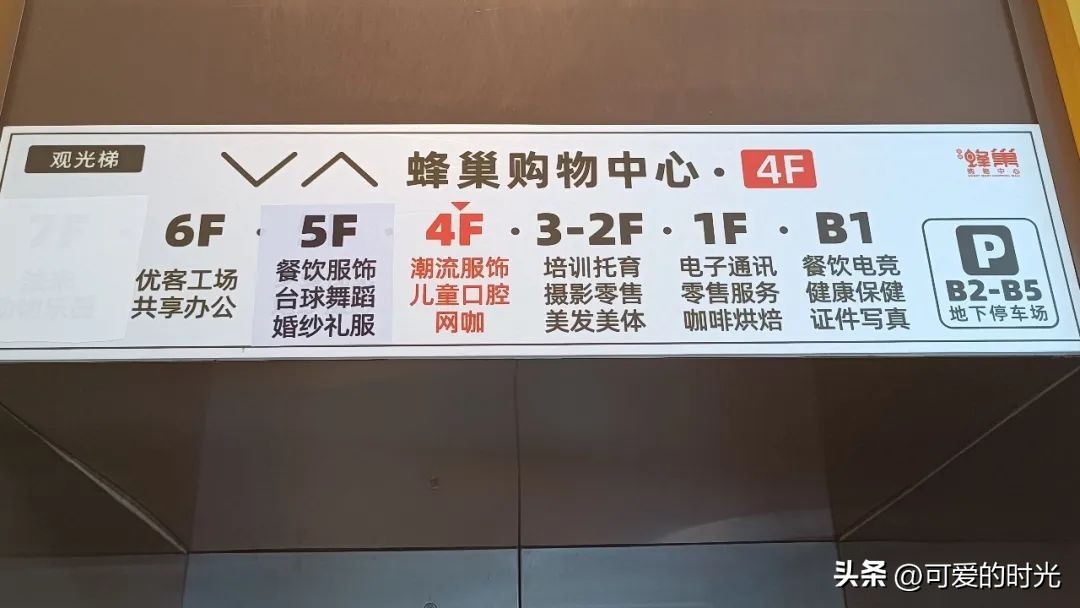 观光梯
蜂巢购物中心·4F
蜂巢
购物中心
7F
6F · 5F · 4F · 3-2F · 1F · B1
优客工场
共享办公
餐饮服饰
台球舞蹈
婚纱礼服
潮流服饰
儿童口腔
网咖
培训托育
摄影零售
美发美体
电子通讯
零售服务
咖啡烘焙
餐饮电竞
健康保健
证件写真
P
B2-B5
地下停车场
头条 @可爱的时光